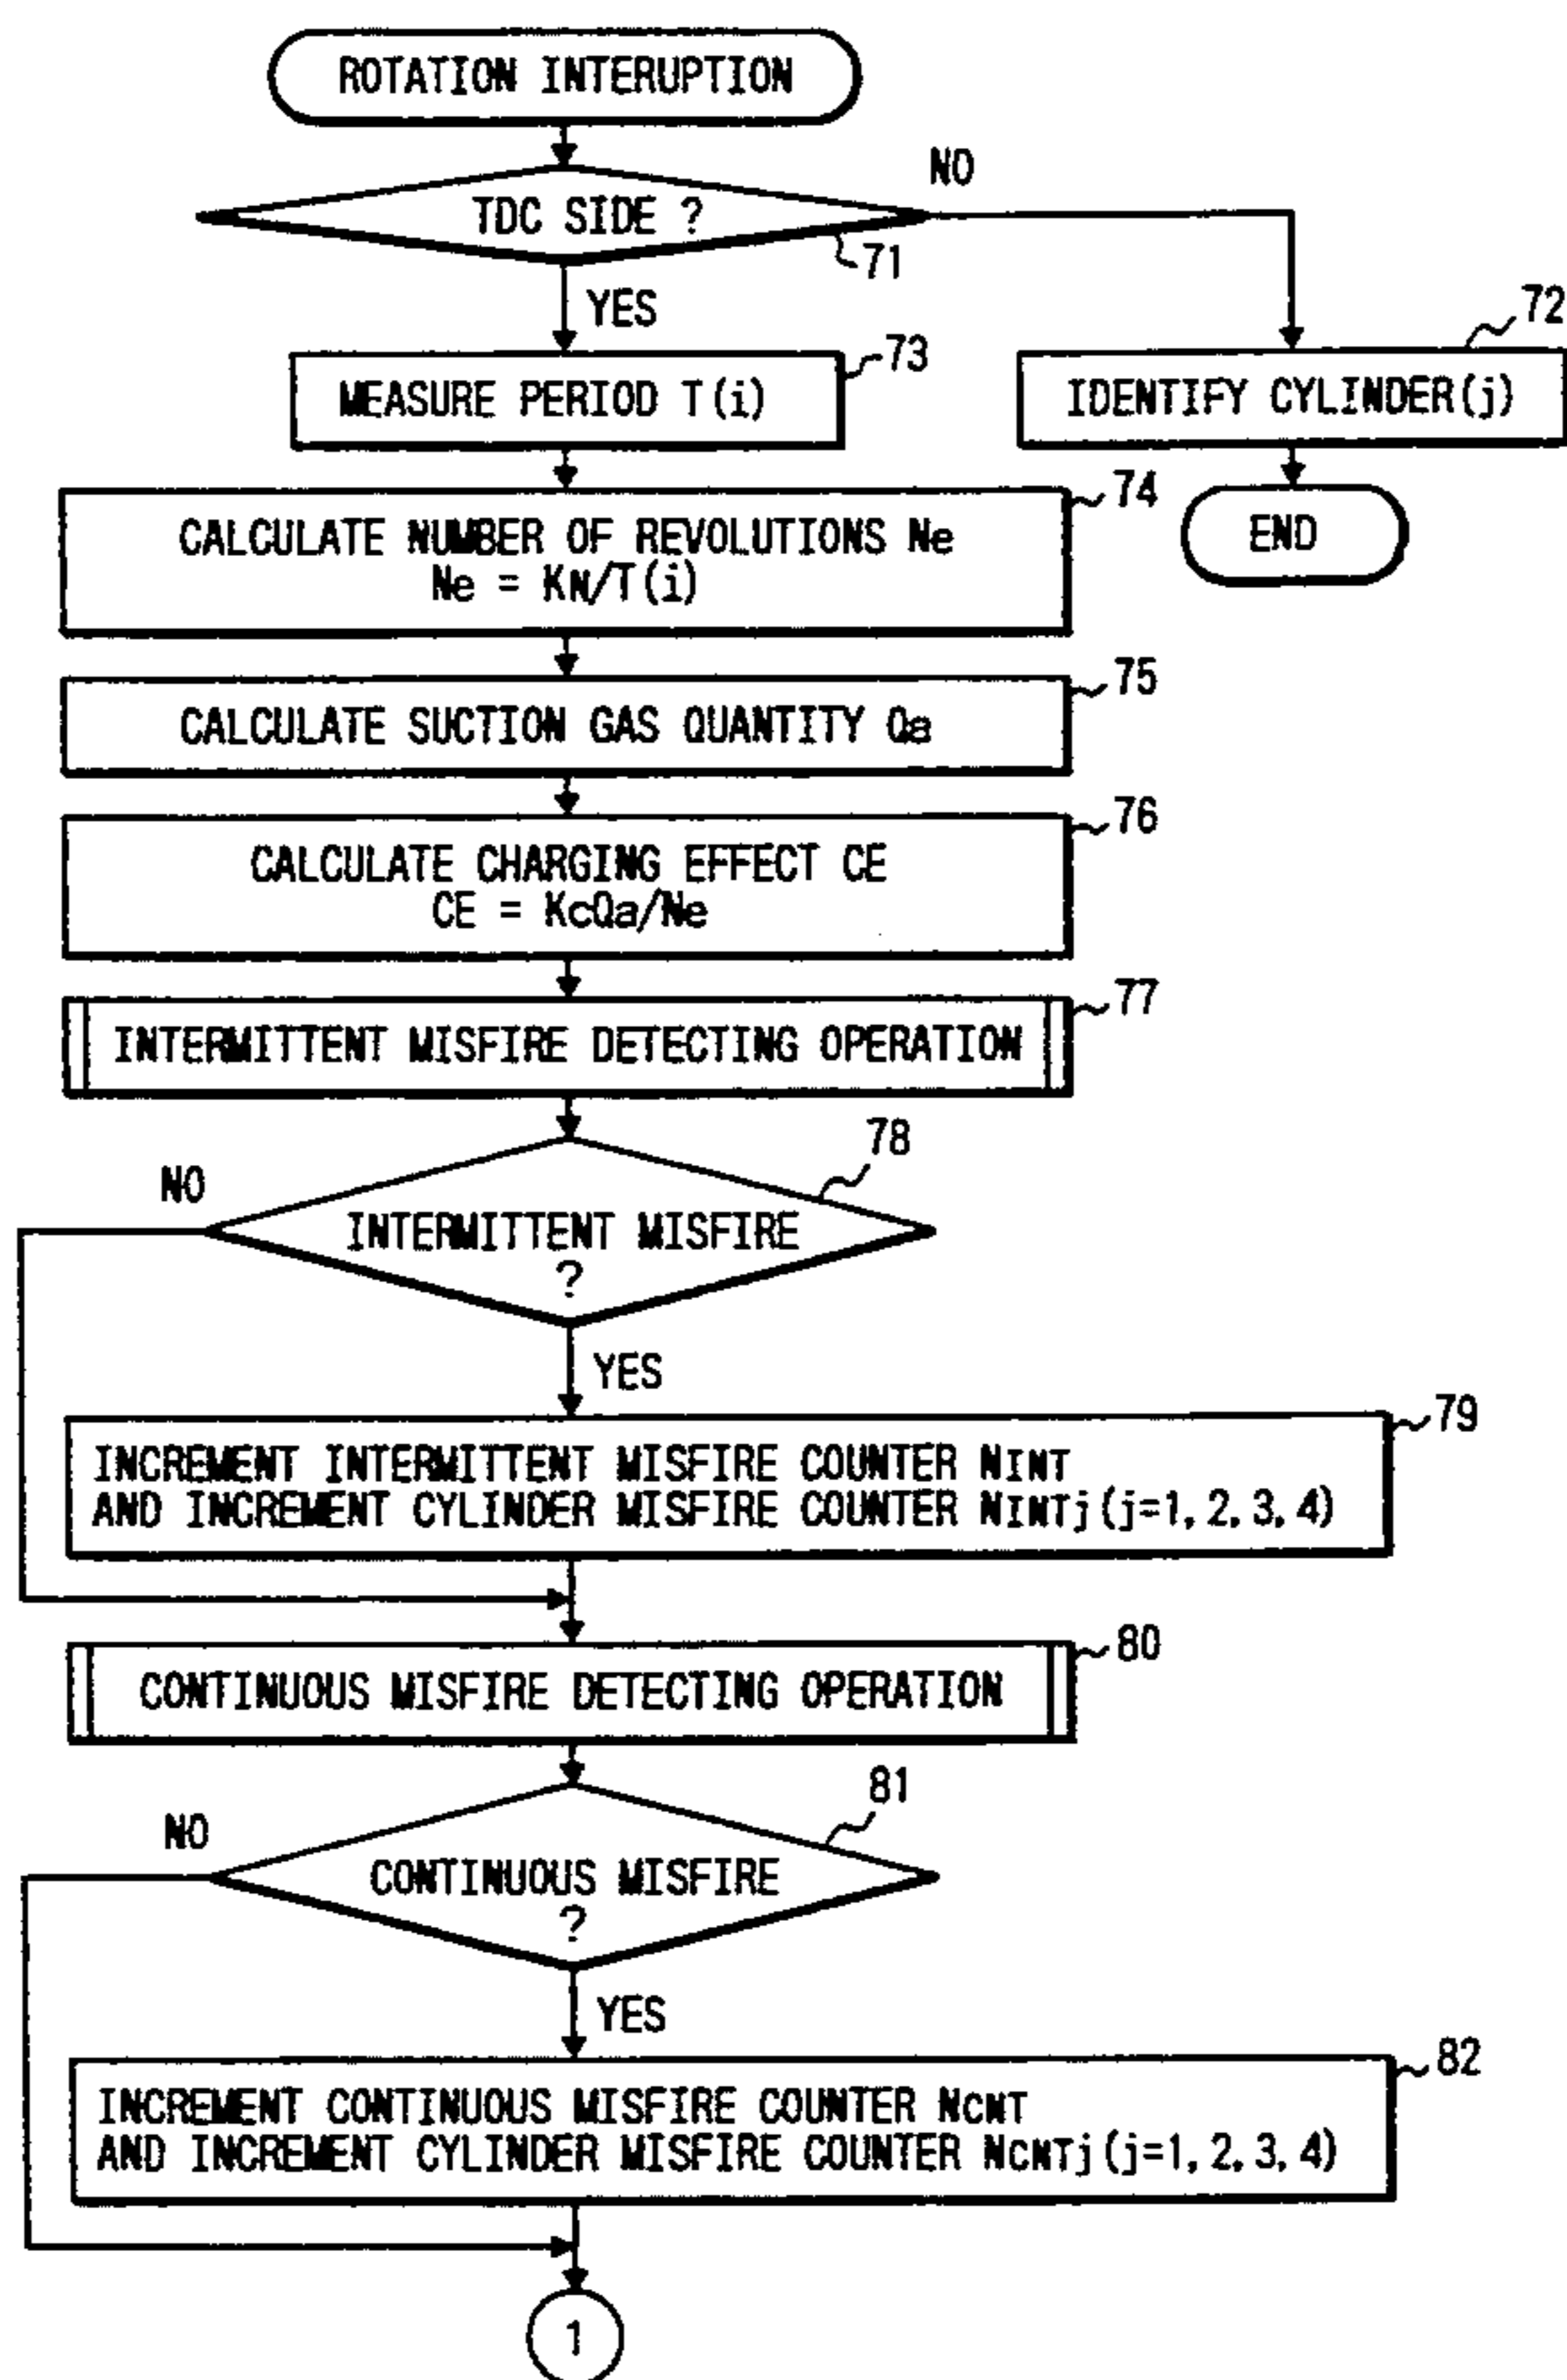 ROTATION INTERUPTION
NO
TDC SIDE ?
71
YES
72
73
MEASURE PERIOD T(i)
IDENTIFY CYLINDER(j)
74
CALCULATE NUMBER OF REVOLUTIONS Ne
Ne = KN/T(i)
END
75
CALCULATE SUCTION GAS QUANTITY Qa
76
CALCULATE CHARGING EFFECT CE
CE = KcQa/Ne
77
INTERMITTENT MISFIRE DETECTING OPERATION
78
NO
INTERMITTENT MISFIRE
?
YES
79
INCREMENT INTERMITTENT MISFIRE COUNTER NINT
AND INCREMENT CYLINDER MISFIRE COUNTER NINTj(j=1,2,3,4)
80
CONTINUOUS MISFIRE DETECTING OPERATION
81
NO
CONTINUOUS MISFIRE
?
YES
82
INCREMENT CONTINUOUS MISFIRE COUNTER NCNT
AND INCREMENT CYLINDER MISFIRE COUNTER NCNTj(j=1,2,3,4)
1